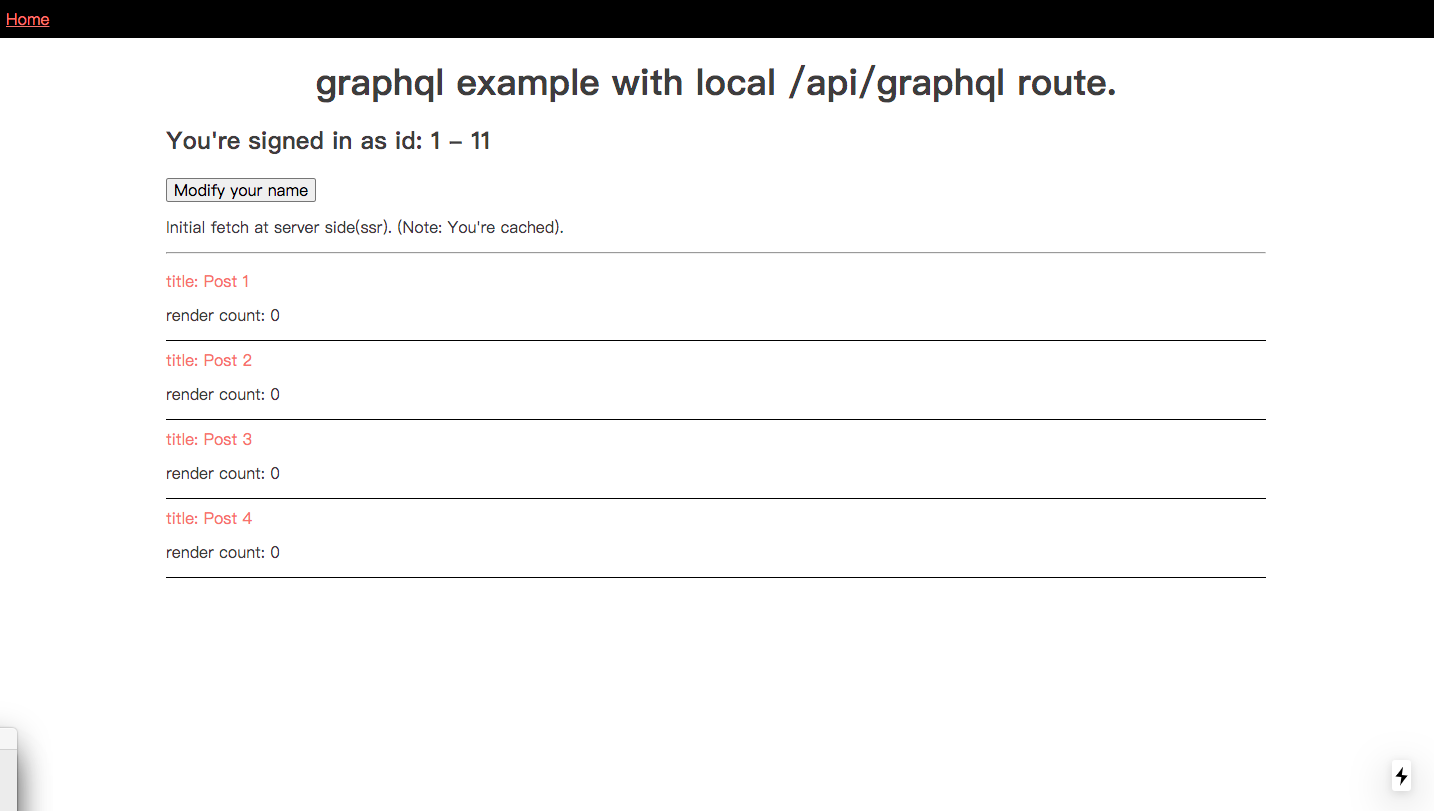 Home
graphql example with local /api/graphql route.
You're signed in as id: 1 – 11
Modify your name
Initial fetch at server side(ssr). (Note: You're cached).
title: Post 1
render count: 0
title: Post 2
render count: 0
title: Post 3
render count: 0
title: Post 4
render count: 0